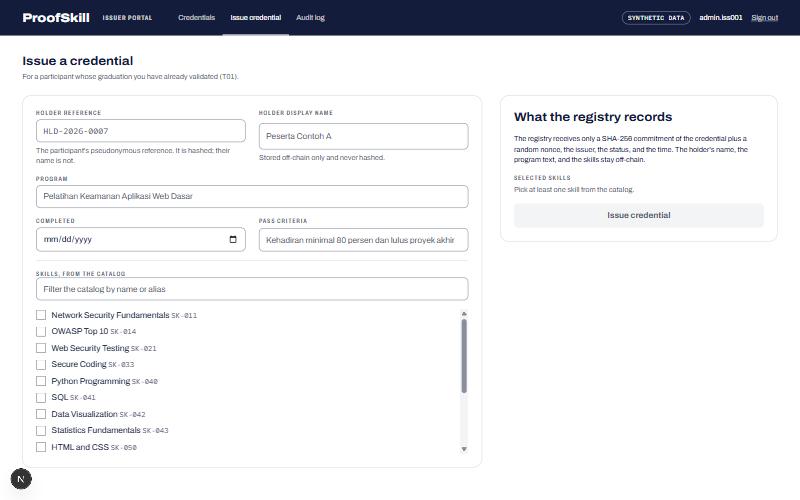 ProofSkill ISSUER PORTAL Credentials Issue credential Audit log SYNTHETIC DATA admin.iss001 Sign out
Issue a credential
For a participant whose graduation you have already validated (T01).
HOLDER REFERENCE
HLD-2026-0007
The participant's pseudonymous reference. It is hashed; their
name is not.
HOLDER DISPLAY NAME
Peserta Contoh A
Stored off-chain only and never hashed.
PROGRAM
Pelatihan Keamanan Aplikasi Web Dasar
COMPLETED
mm/dd/yyyy
PASS CRITERIA
Kehadiran minimal 80 persen dan lulus proyek akhir
SKILLS, FROM THE CATALOG
Filter the catalog by name or alias
Network Security Fundamentals SK-011
OWASP Top 10 SK-014
Web Security Testing SK-021
Secure Coding SK-033
Python Programming SK-040
SQL SK-041
Data Visualization SK-042
Statistics Fundamentals SK-043
HTML and CSS SK-050
What the registry records
The registry receives only a SHA-256 commitment of the credential plus a
random nonce, the issuer, the status, and the time. The holder's name, the
program text, and the skills stay off-chain.
SELECTED SKILLS
Pick at least one skill from the catalog.
Issue credential
N